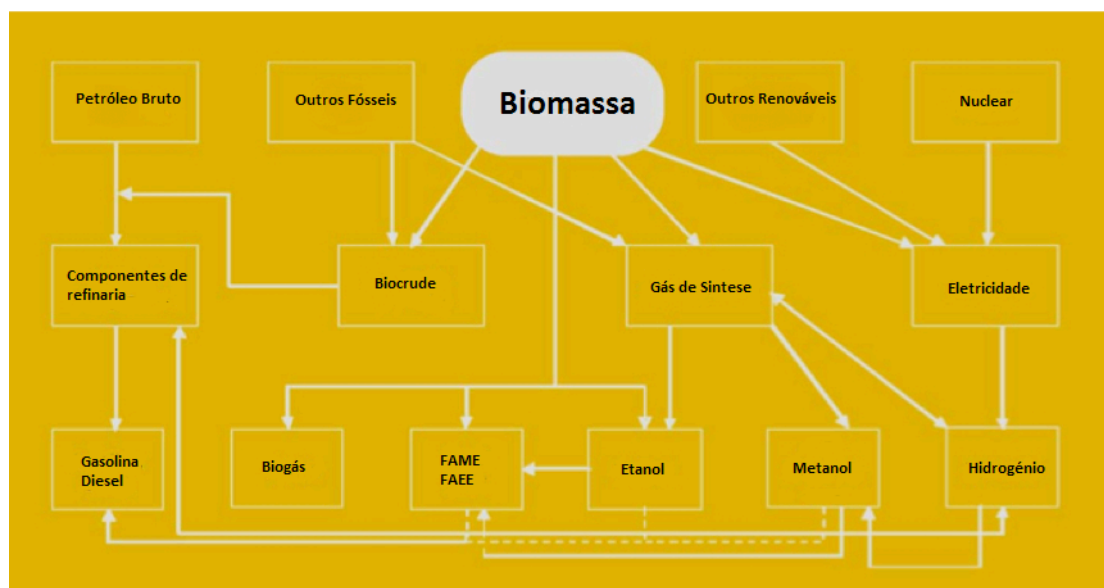 Petróleo Bruto
Outros Fósseis
Biomassa
Outros Renováveis
Nuclear
Componentes de
refinaria
Biocrude
Gás de Sintese
Eletricidade
Gasolina
Diesel
Biogás
FAME
FAEE
Etanol
Metanol
Hidrogénio